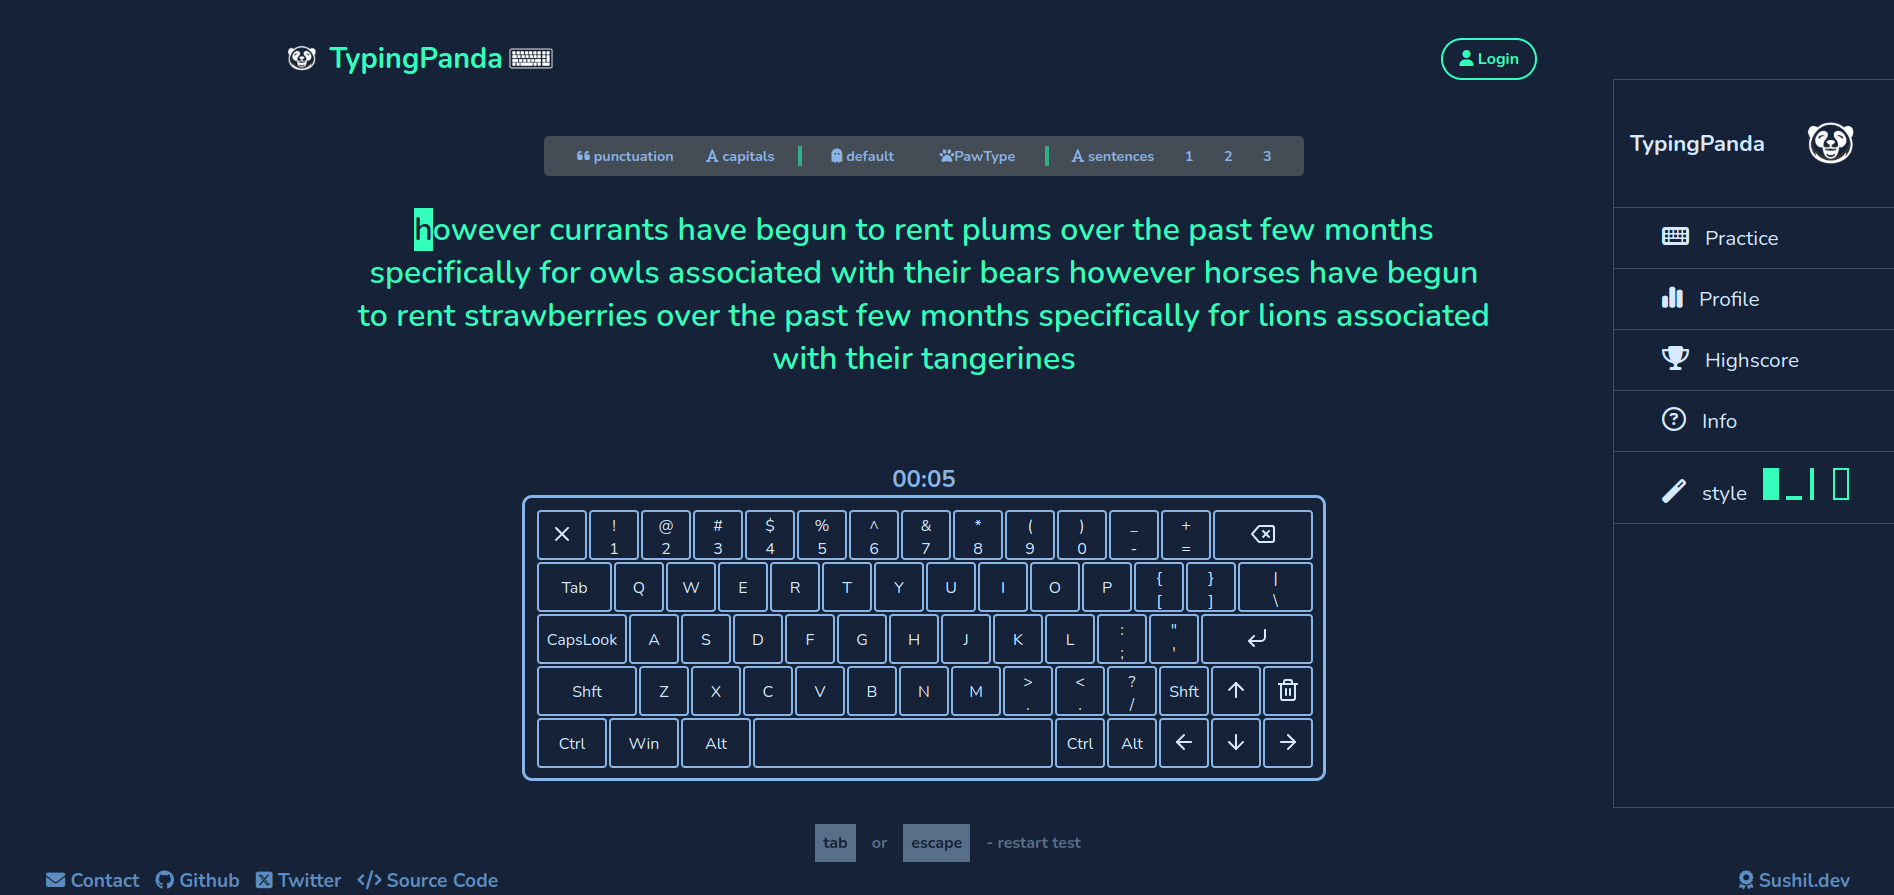 TypingPanda
Login
punctuation capitals default PawType sentences 1 2 3
however currants have begun to rent plums over the past few months
specifically for owls associated with their bears however horses have begun
to rent strawberries over the past few months specifically for lions associated
with their tangerines
00:05
! @ # $ % ^ & * ( ) _ +
1 2 3 4 5 6 7 8 9 0 - =
Tab Q W E R T Y U I O P { [ } ] | \
CapsLook A S D F G H J K L : ; " '
Shft Z X C V B N M > . < . ? / Shft
Ctrl Win Alt Ctrl Alt
tab or escape - restart test
TypingPanda
Practice
Profile
Highscore
Info
style
Contact Github Twitter Source Code
Sushil.dev